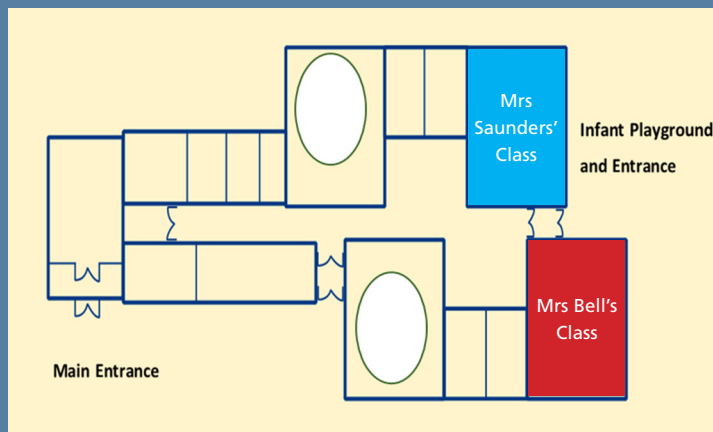 Mrs
Saunders’
Class
Infant Playground
and Entrance
Mrs Bell’s
Class
Main Entrance